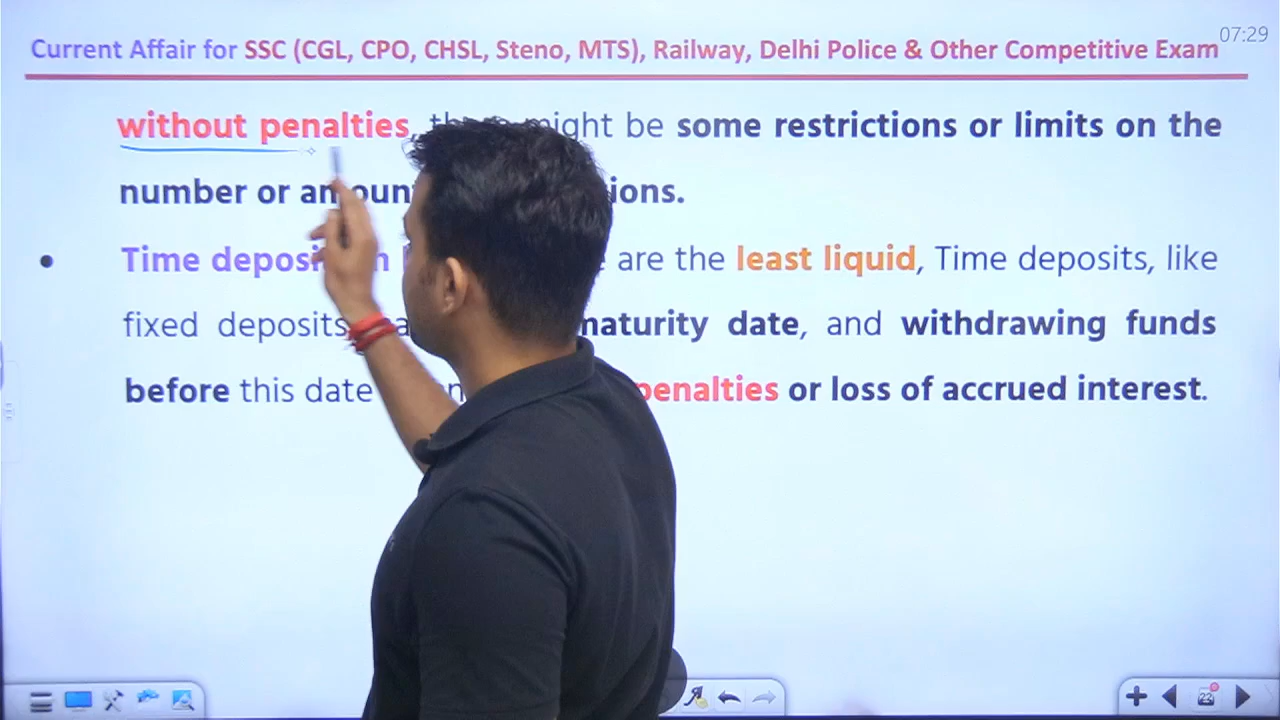 Current Affair for SSC (CGL, CPO, CHSL, Steno, MTS), Railway, Delhi Police & Other Competitive Exam
07:29
without penalties, might be some restrictions or limits on the
number or
Time are the least liquid, Time deposits, like
fixed deposits maturity date, and withdrawing funds
before this date penalties or loss of accrued interest.
22